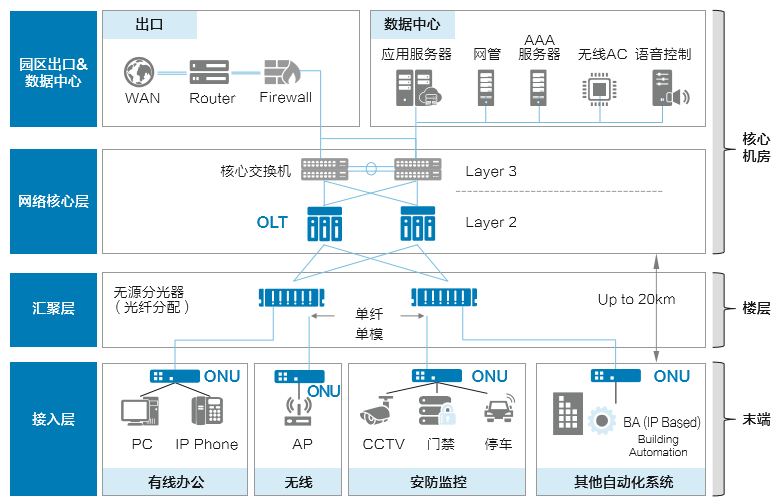 出口
数据中心
园区出口&
数据中心
WAN
Router
Firewall
应用服务器
网管
AAA
服务器
无线AC
语音控制
核心
机房
网络核心层
核心交换机
Layer 3
OLT
Layer 2
汇聚层
无源分光器
（光纤分配）
单纤
单模
Up to 20km
楼层
接入层
ONU
ONU
ONU
ONU
PC
IP Phone
AP
CCTV
门禁
停车
BA (IP Based)
Building
Automation
末端
有线办公
无线
安防监控
其他自动化系统